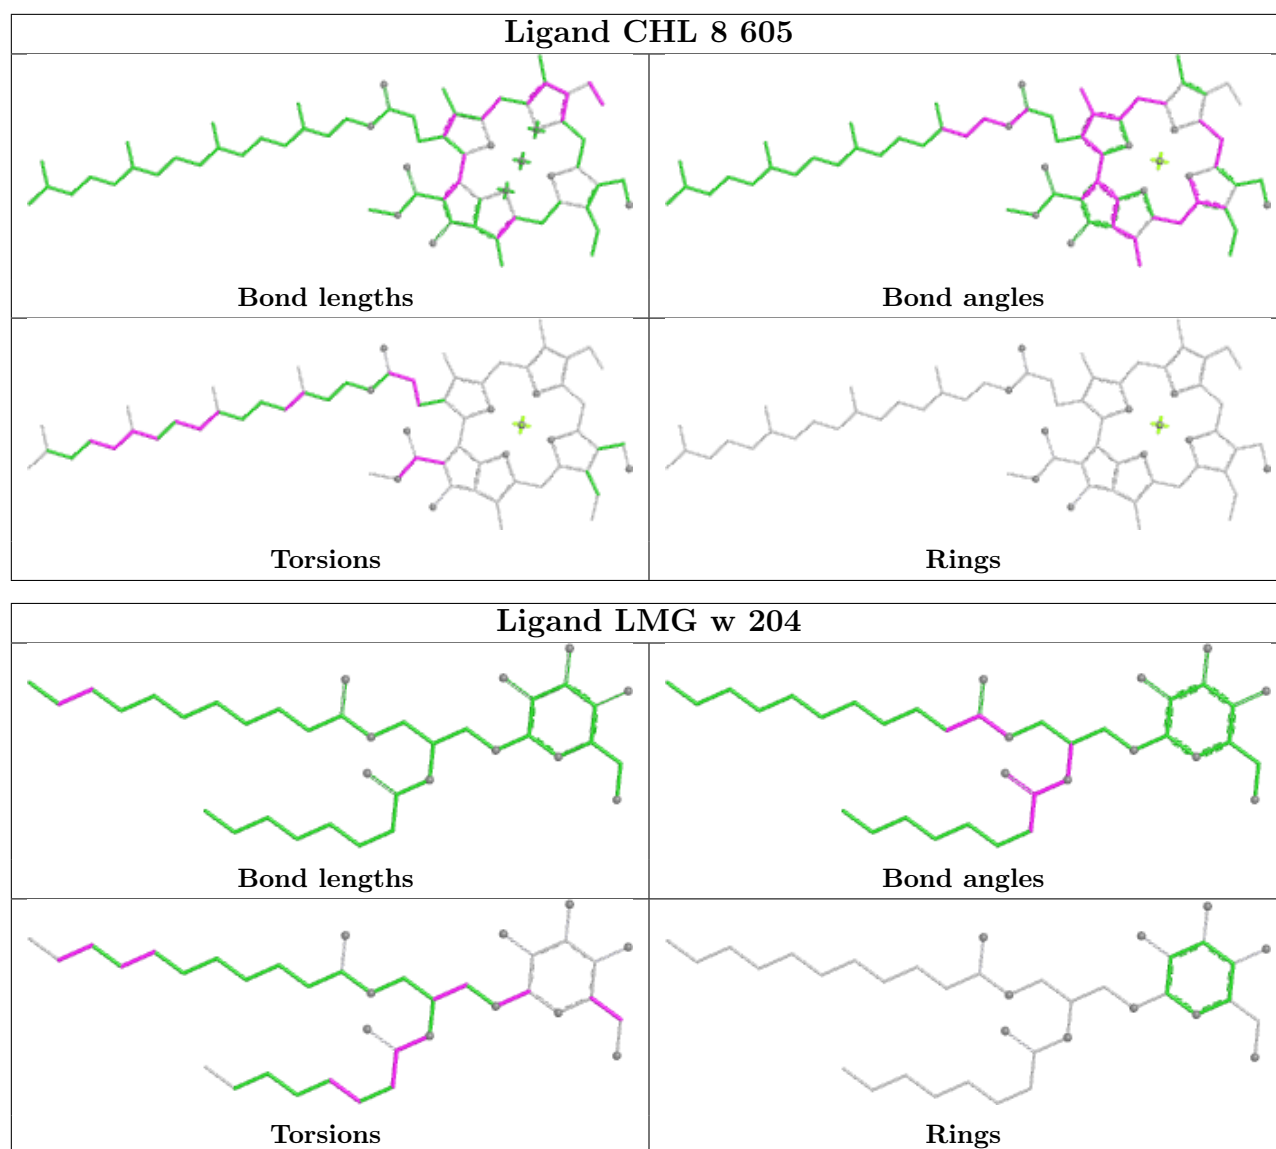 Ligand CHL 8 605
Bond lengths
Bond angles
Torsions
Rings
Ligand LMG w 204
Bond lengths
Bond angles
Torsions
Rings